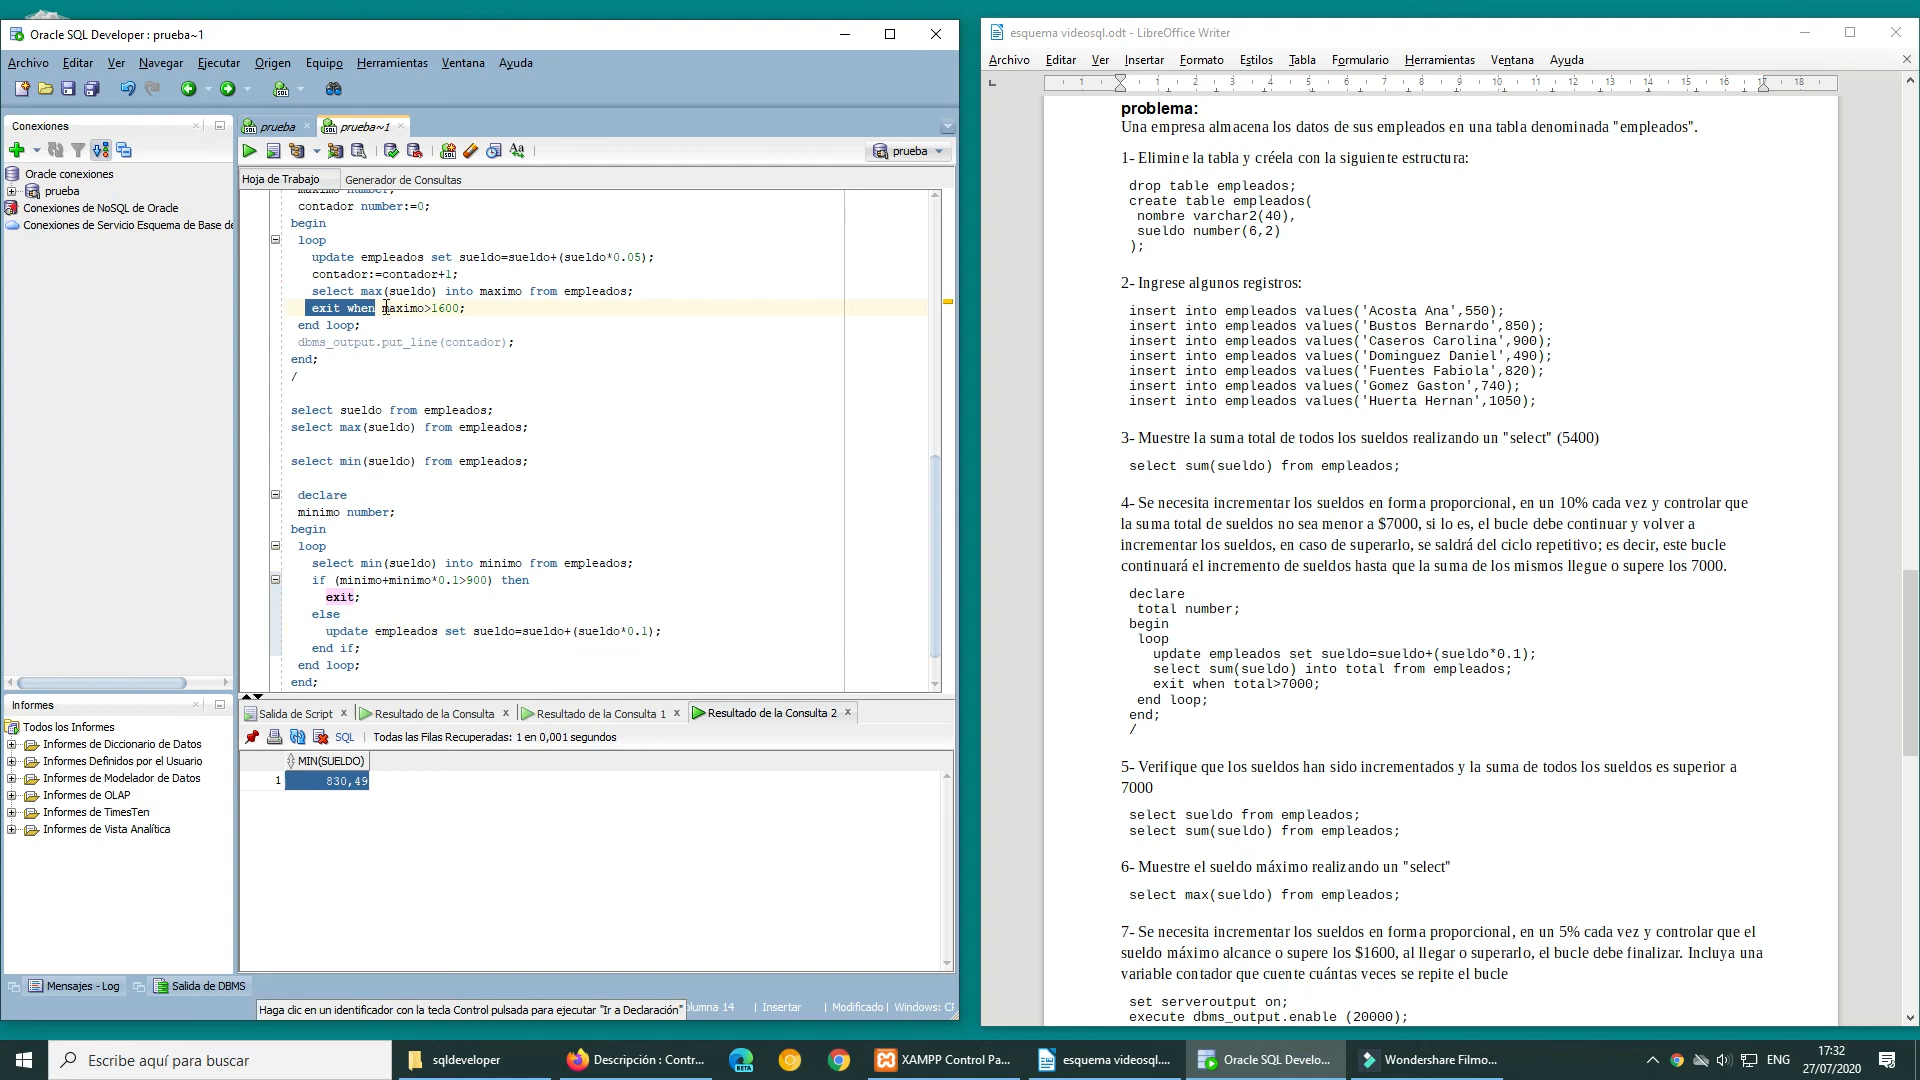 Oracle SQL Developer : prueba~1
Archivo Editar Ver Navegar Ejecutar Origen Equipo Herramientas Ventana Ayuda
Conexiones
Oracle conexiones
prueba
Conexiones de NoSQL de Oracle
Conexiones de Servicio Esquema de Base de
prueba
prueba~1
prueba
Hoja de Trabajo
Generador de Consultas
maximo number;
contador number:=0;
begin
loop
update empleados set sueldo=sueldo+(sueldo*0.05);
contador:=contador+1;
select max(sueldo) into maximo from empleados;
exit when maximo>1600;
end loop;
dbms_output.put_line(contador);
end;
/
select sueldo from empleados;
select max(sueldo) from empleados;
select min(sueldo) from empleados;
declare
minimo number;
begin
loop
select min(sueldo) into minimo from empleados;
if (minimo+minimo*0.1>900) then
exit;
else
update empleados set sueldo=sueldo+(sueldo*0.1);
end if;
end loop;
end;
Informes
Todos los Informes
Informes de Diccionario de Datos
Informes Definidos por el Usuario
Informes de Modelador de Datos
Informes de OLAP
Informes de TimesTen
Informes de Vista Analítica
Salida de Script
Resultado de la Consulta
Resultado de la Consulta 1
Resultado de la Consulta 2
SQL
Todas las Filas Recuperadas: 1 en 0,001 segundos
MIN(SUELDO)
1 830,49
Mensajes - Log
Salida de DBMS
Haga clic en un identificador con la tecla Control pulsada para ejecutar "Ir a Declaración"
lumna 14 | Insertar | Modificado | Windows: CF
esquema videosql.odt - LibreOffice Writer
Archivo Editar Ver Insertar Formato Estilos Tabla Formulario Herramientas Ventana Ayuda
1 1 2 3 4 5 6 7 8 9 10 11 12 13 14 15 16 17 18
problema:
Una empresa almacena los datos de sus empleados en una tabla denominada "empleados".
1- Elimine la tabla y créela con la siguiente estructura:
drop table empleados;
create table empleados(
nombre varchar2(40),
sueldo number(6,2)
);
2- Ingrese algunos registros:
insert into empleados values('Acosta Ana',550);
insert into empleados values('Bustos Bernardo',850);
insert into empleados values('Caseros Carolina',900);
insert into empleados values('Dominguez Daniel',490);
insert into empleados values('Fuentes Fabiola',820);
insert into empleados values('Gomez Gaston',740);
insert into empleados values('Huerta Hernan',1050);
3- Muestre la suma total de todos los sueldos realizando un "select" (5400)
select sum(sueldo) from empleados;
4- Se necesita incrementar los sueldos en forma proporcional, en un 10% cada vez y controlar que
la suma total de sueldos no sea menor a $7000, si lo es, el bucle debe continuar y volver a
incrementar los sueldos, en caso de superarlo, se saldrá del ciclo repetitivo; es decir, este bucle
continuará el incremento de sueldos hasta que la suma de los mismos llegue o supere los 7000.
declare
total number;
begin
loop
update empleados set sueldo=sueldo+(sueldo*0.1);
select sum(sueldo) into total from empleados;
exit when total>7000;
end loop;
end;
/
5- Verifique que los sueldos han sido incrementados y la suma de todos los sueldos es superior a
7000
select sueldo from empleados;
select sum(sueldo) from empleados;
6- Muestre el sueldo máximo realizando un "select"
select max(sueldo) from empleados;
7- Se necesita incrementar los sueldos en forma proporcional, en un 5% cada vez y controlar que el
sueldo máximo alcance o supere los $1600, al llegar o superarlo, el bucle debe finalizar. Incluya una
variable contador que cuente cuántas veces se repite el bucle
set serveroutput on;
execute dbms_output.enable (20000);
Escribe aquí para buscar
sqldeveloper
Descripción : Contr...
BETA
XAMPP Control Pa...
esquema videosql....
Oracle SQL Develo...
Wondershare Filmo...
ENG
17:32
27/07/2020